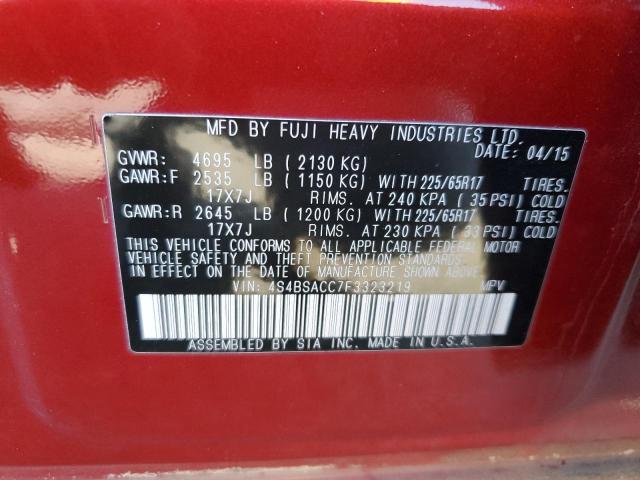 MFD BY FUJI HEAVY INDUSTRIES LTD.
DATE: 04/15
GVWR: 4695 LB (2130 KG)
GAWR:F 2535 LB (1150 KG) WITH 225/65R17 TIRES.
17X7J RIMS. AT 240 KPA (35 PSI) COLD
GAWR:R 2645 LB (1200 KG) WITH 225/65R17 TIRES.
17X7J RIMS. AT 230 KPA (33 PSI) COLD
THIS VEHICLE CONFORMS TO ALL APPLICABLE FEDERAL MOTOR
VEHICLE SAFETY AND THEFT PREVENTION STANDARDS
IN EFFECT ON THE DATE OF MANUFACTURE SHOWN ABOVE.
VIN: 4S4BSACC7F3323219 MPV
ASSEMBLED BY SIA INC. MADE IN U.S.A.